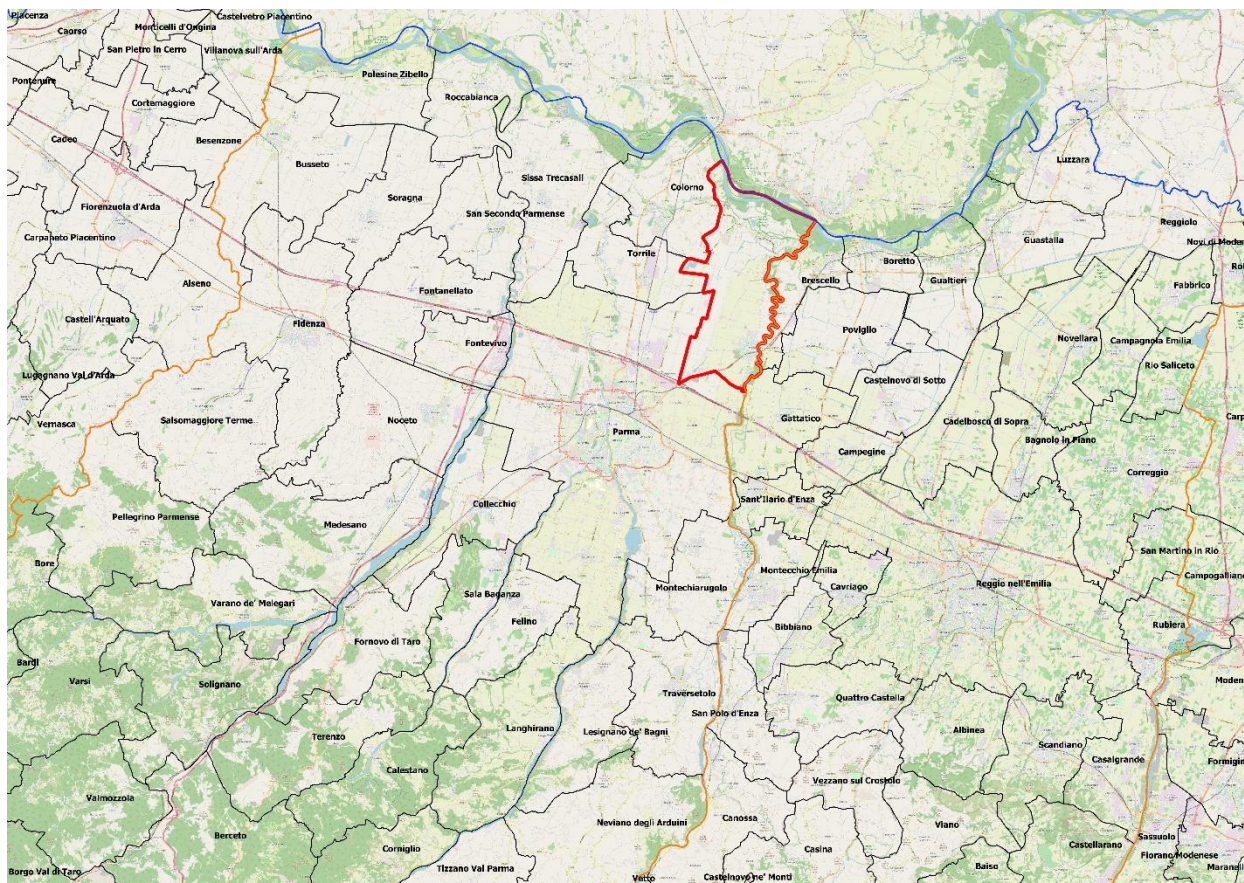 Piacenza
Castelvetro Piacentino
Monticelli d'Ongina
Caorso
San Pietro in Cerro
Villanova sull'Arda
Polesine Zibello
Pontenure
Roccabianca
Cortemaggiore
Cadeo
Besenzone
Busseto
Luzzara
Sissa Trecasali
Colorno
Soragna
Fiorenzuola d'Arda
San Secondo Parmense
Reggiolo
Carpaneto Piacentino
Guastalla
Novi di Moden
Torrile
Boretto
Alseno
Fontanellato
Brescello
Gualtieri
Fabbrico
Castell'Arquato
Fidenza
Poviglio
Novellara
Fontevivo
Campagnola Emilia
Rio Saliceto
Lugagnano Val d'Arda
Castelnovo di Sotto
Vernasca
Salsomaggiore Terme
Noceto
Gattatico
Cadelbosco di Sopra
Carp
Parma
Bagnolo in Piano
Campegine
Correggio
Sant'Ilario d'Enza
Collecchio
Pellegrino Parmense
Medesano
San Martino in Rio
Bore
Montecchio Emilia
Campogalliano
Montechiarugolo
Cavriago
Reggio nell'Emilia
Varano de' Melegari
Sala Baganza
Felino
Bibbiano
Rubiera
Fornovo di Taro
Bardi
Varsi
Solignano
Traversetolo
Quattro Castella
Moden
San Polo d'Enza
Langhirano
Lesignano de' Bagni
Albinea
Terenzo
Scandiano
Casalgrande
Formigin
Calestano
Vezzano sul Crostolo
Valmozzola
Neviano degli Arduini
Canossa
Viano
Berceto
Corniglio
Casina
Sassuolo
Castellarano
Fiorano Modenese
Borgo Val di Taro
Tizzano Val Parma
Vetto
Castelnovo ne' Monti
Baiso
Maranell